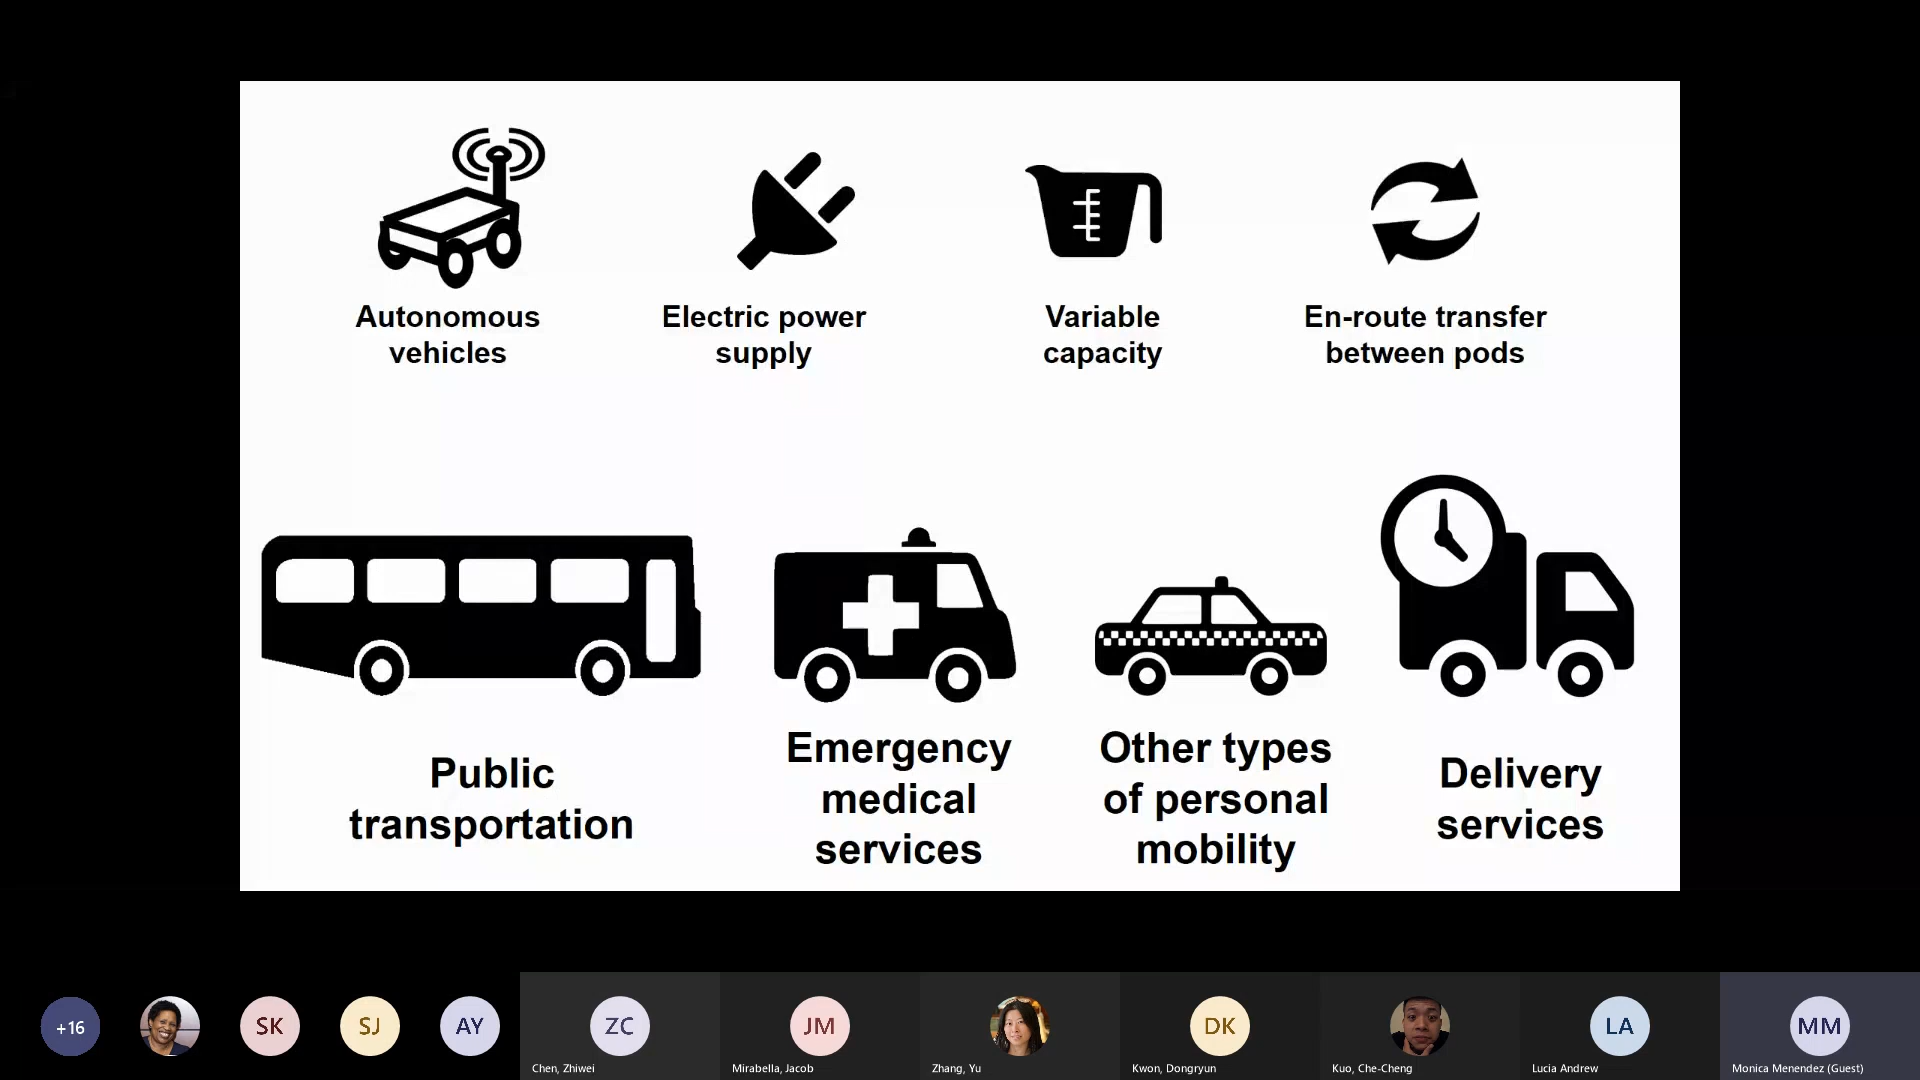 Autonomous
vehicles
Electric power
supply
Variable
capacity
En-route transfer
between pods
Public
transportation
Emergency
medical
services
Other types
of personal
mobility
Delivery
services
+16
SK
SJ
AY
ZC
Chen, Zhiwei
JM
Mirabella, Jacob
Zhang, Yu
DK
Kwon, Dongryun
Kuo, Che-Cheng
LA
Lucia Andrew
MM
Monica Menendez (Guest)